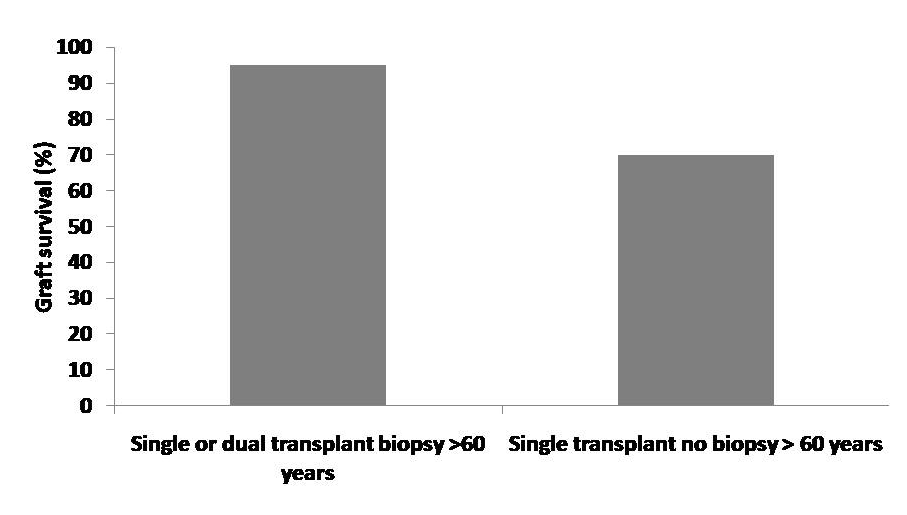 100
90
80
70
60
50
40
30
20
10
0
Graft survival (%)
Single or dual transplant biopsy >60
years
Single transplant no biopsy > 60 years